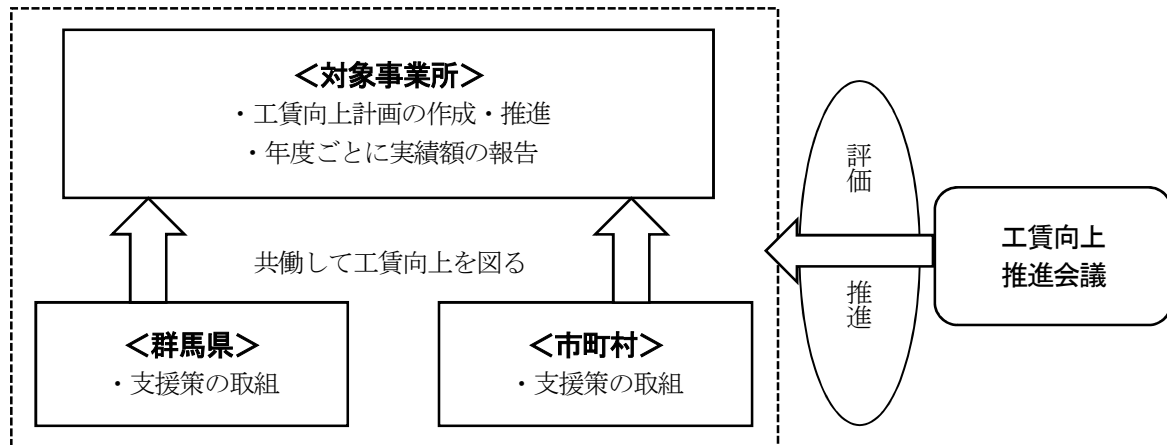 ＜対象事業所＞
・工賃向上計画の作成・推進
・年度ごとに実績額の報告
共働して工賃向上を図る
＜群馬県＞
・支援策の取組
＜市町村＞
・支援策の取組
評価
推進
工賃向上
推進会議